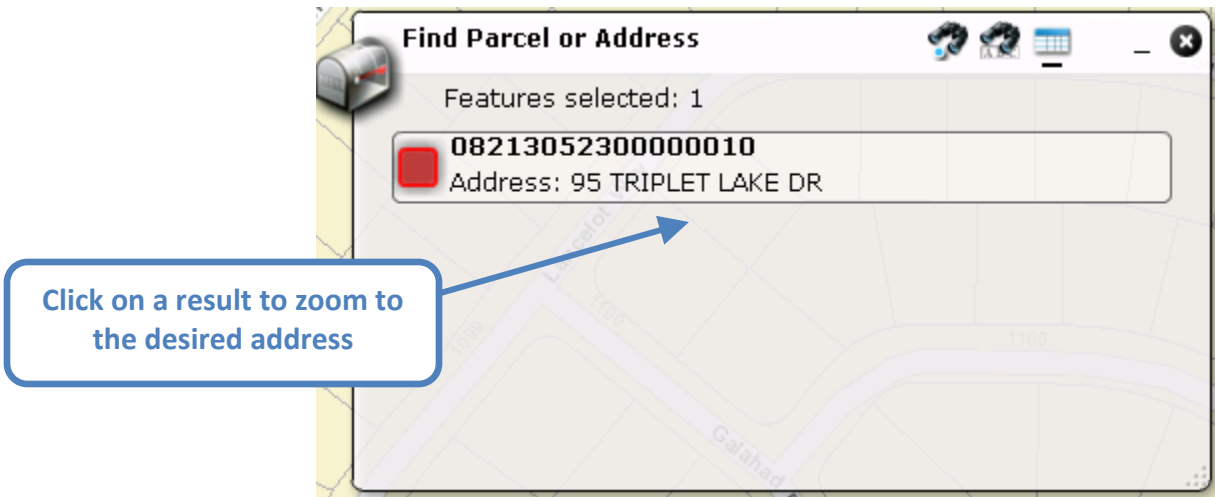 Find Parcel or Address
Features selected: 1
08213052300000010
Address: 95 TRIPLET LAKE DR
Click on a result to zoom to
the desired address
Lancelot Way
1100
1090
1100
Galahad